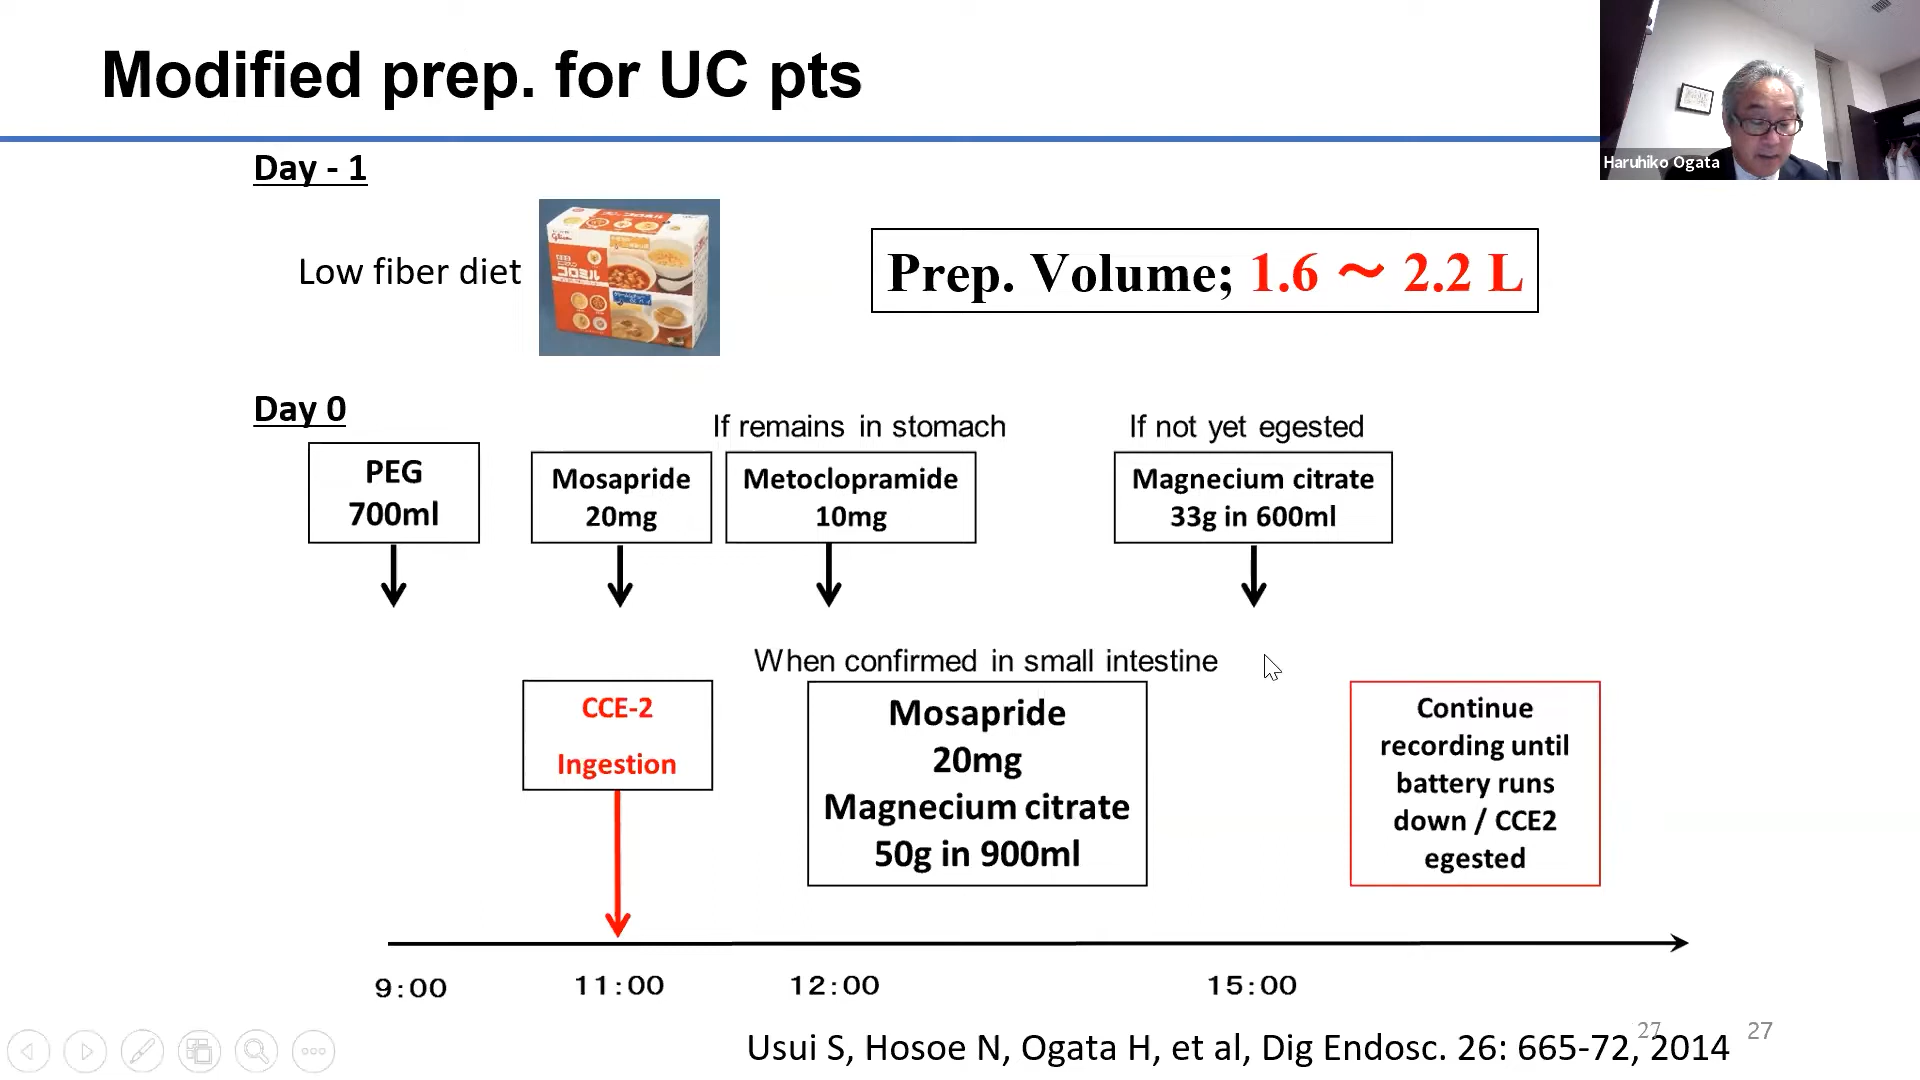 Modified prep. for UC pts
Haruhiko Ogata
Day - 1
Low fiber diet
コロミル
Prep. Volume; 1.6 ～ 2.2 L
Day 0
If remains in stomach
If not yet egested
PEG
700ml
Mosapride
20mg
Metoclopramide
10mg
Magnecium citrate
33g in 600ml
When confirmed in small intestine
CCE-2
Ingestion
Mosapride
20mg
Magnecium citrate
50g in 900ml
Continue
recording until
battery runs
down / CCE2
egested
9:00
11:00
12:00
15:00
Usui S, Hosoe N, Ogata H, et al, Dig Endosc. 26: 665-72, 2014
27
27